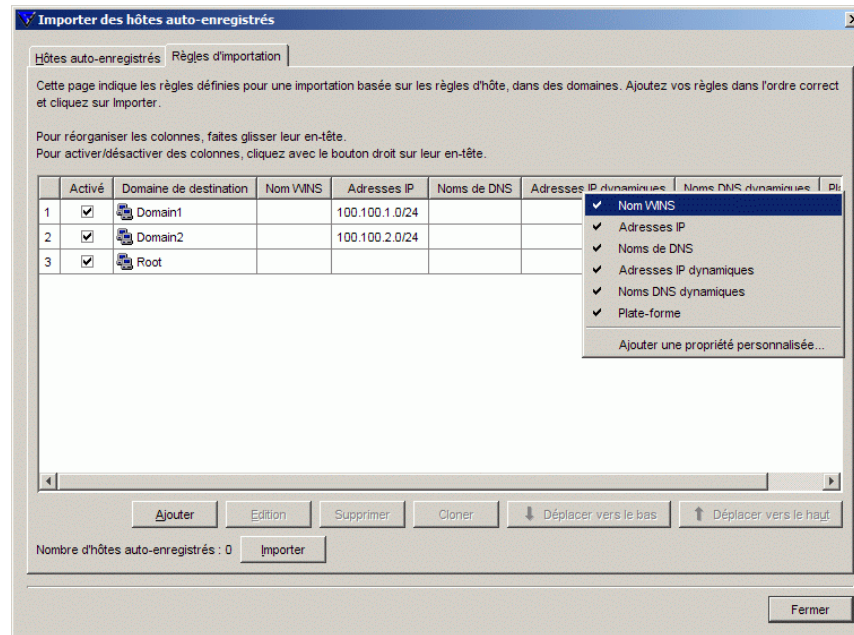 Importer des hôtes auto-enregistrés
Hôtes auto-enregistrés Règles d'importation
Cette page indique les règles définies pour une importation basée sur les règles d'hôte, dans des domaines. Ajoutez vos règles dans l'ordre correct
et cliquez sur Importer.
Pour réorganiser les colonnes, faites glisser leur en-tête.
Pour activer/désactiver des colonnes, cliquez avec le bouton droit sur leur en-tête.
Activé Domaine de destination Nom WINS Adresses IP Noms de DNS Adresses IP dynamiques Noms DNS dynamiques
1 Domain1 100.100.1.0/24
2 Domain2 100.100.2.0/24
3 Root
Nom WINS
Adresses IP
Noms de DNS
Adresses IP dynamiques
Noms DNS dynamiques
Plate-forme
Ajouter une propriété personnalisée...
Ajouter Edition Supprimer Cloner Déplacer vers le bas Déplacer vers le haut
Nombre d'hôtes auto-enregistrés : 0 Importer
Fermer